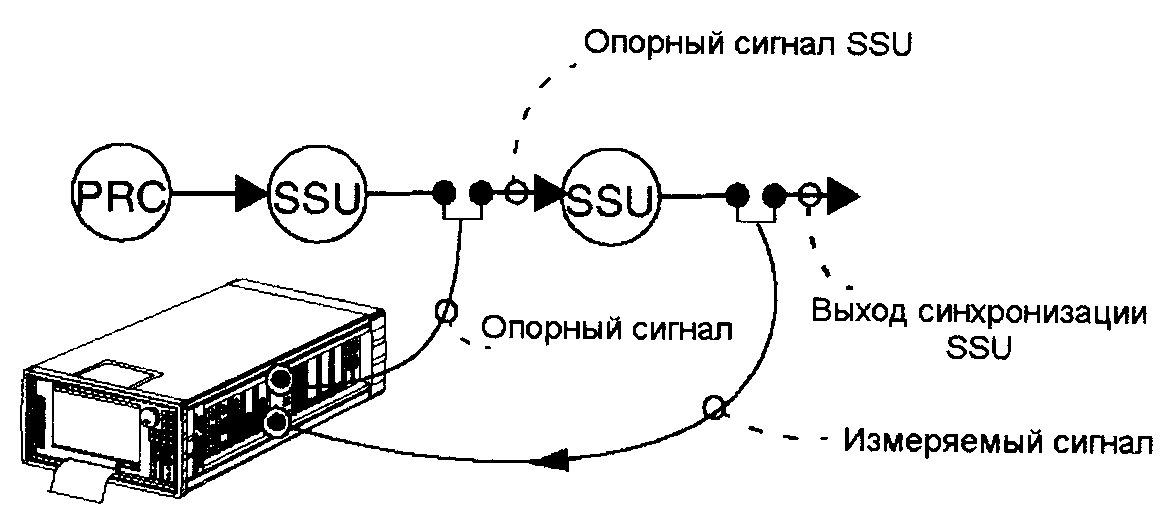 Опорный сигнал SSU
PRC
SSU
SSU
Опорный сигнал
Выход синхронизации
SSU
Измеряемый сигнал